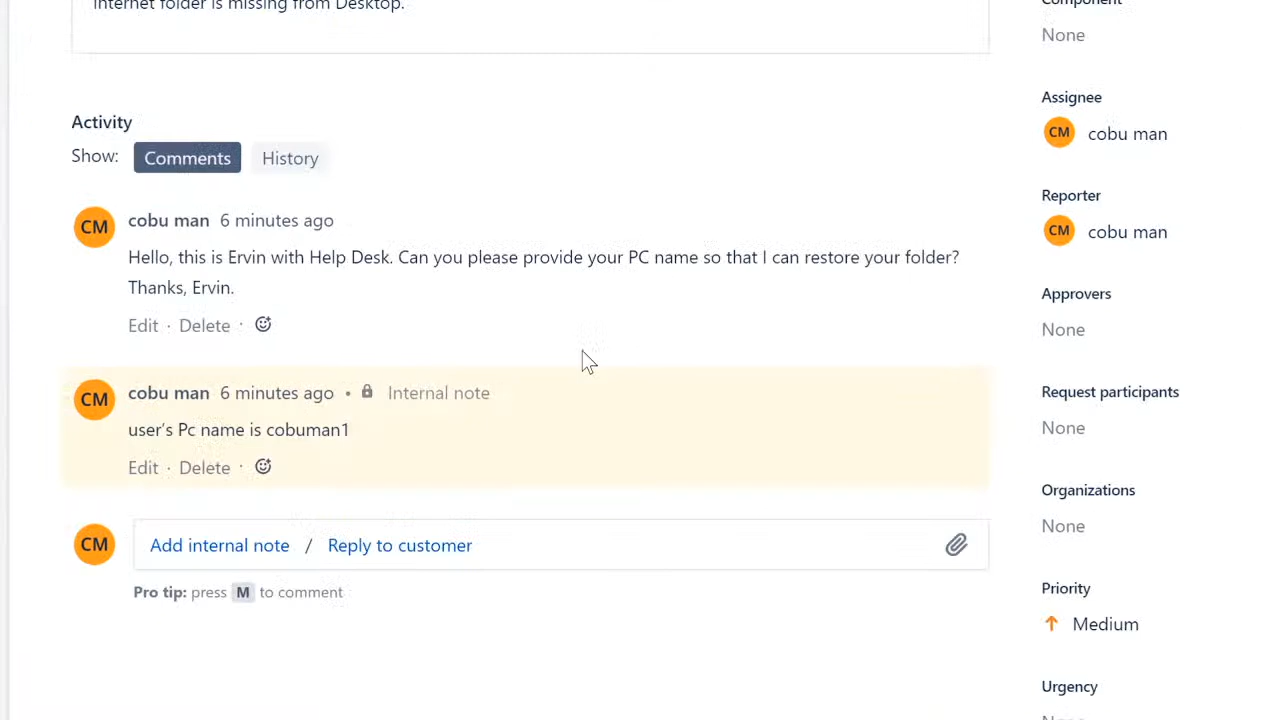 internet folder is missing from Desktop.
Activity
Show: Comments History
CM cobu man 6 minutes ago
Hello, this is Ervin with Help Desk. Can you please provide your PC name so that I can restore your folder?
Thanks, Ervin.
Edit · Delete ·
CM cobu man 6 minutes ago • Internal note
user's Pc name is cobuman1
Edit · Delete ·
CM Add internal note / Reply to customer
Pro tip: press M to comment
Component
None
Assignee
CM cobu man
Reporter
CM cobu man
Approvers
None
Request participants
None
Organizations
None
Priority
Medium
Urgency